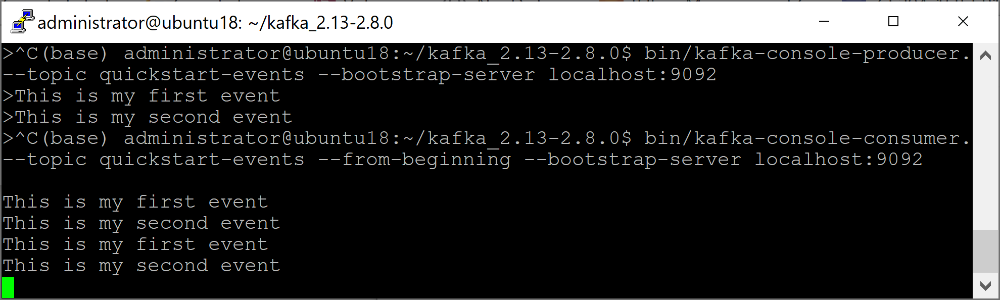 administrator@ubuntu18: ~/kafka_2.13-2.8.0
>^C(base) administrator@ubuntu18:~/kafka_2.13-2.8.0$ bin/kafka-console-producer.
--topic quickstart-events --bootstrap-server localhost:9092
>This is my first event
>This is my second event
>^C(base) administrator@ubuntu18:~/kafka_2.13-2.8.0$ bin/kafka-console-consumer.
--topic quickstart-events --from-beginning --bootstrap-server localhost:9092
This is my first event
This is my second event
This is my first event
This is my second event